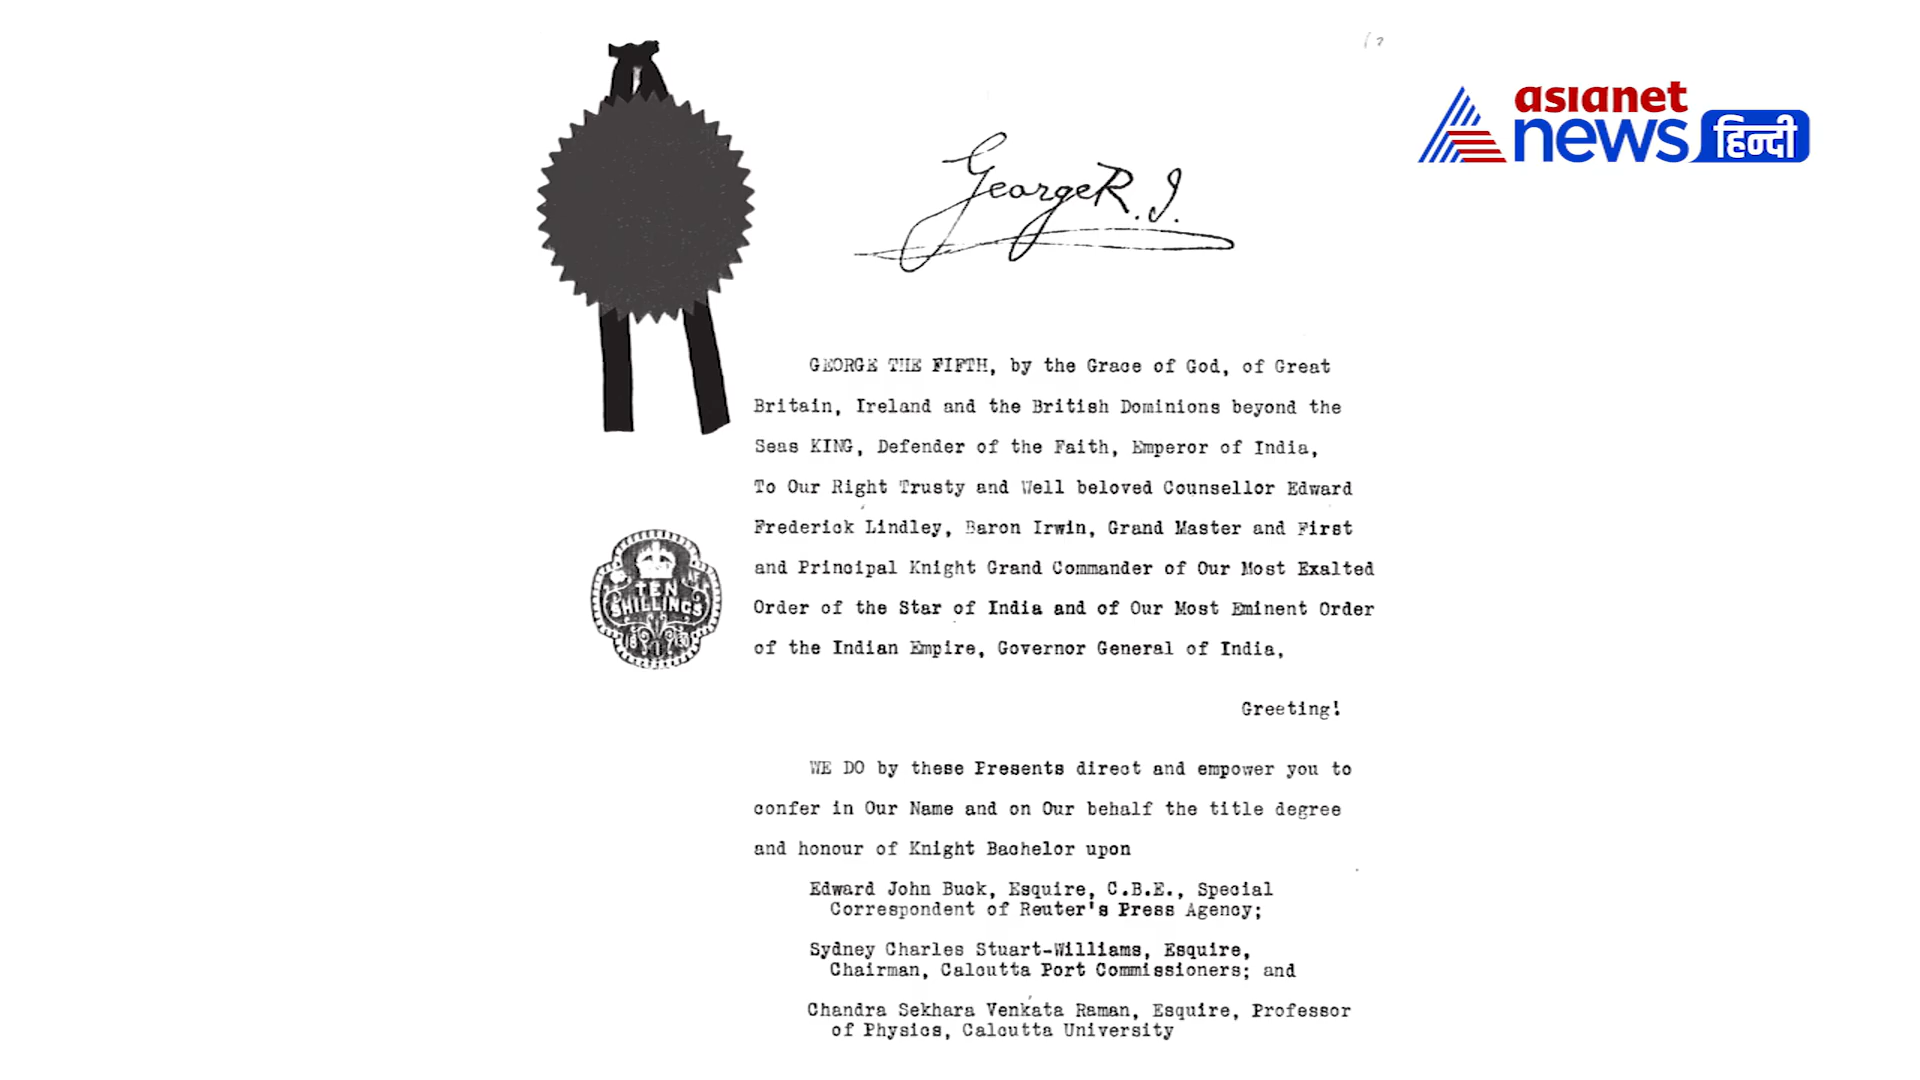 George R. I.
asianet
news हिन्दी
GEORGE THE FIFTH, by the Grace of God, of Great
Britain, Ireland and the British Dominions beyond the
Seas KING, Defender of the Faith, Emperor of India,
To Our Right Trusty and Well beloved Counsellor Edward
Frederick Lindley, Baron Irwin, Grand Master and First
and Principal Knight Grand Commander of Our Most Exalted
Order of the Star of India and of Our Most Eminent Order
of the Indian Empire, Governor General of India,
TEN
SHILLINGS
Greeting!
WE DO by these Presents direct and empower you to
confer in Our Name and on Our behalf the title degree
and honour of Knight Bachelor upon
Edward John Buck, Esquire, C.B.E., Special
Correspondent of Reuter's Press Agency;
Sydney Charles Stuart-Williams, Esquire,
Chairman, Calcutta Port Commissioners; and
Chandra Sekhara Venkata Raman, Esquire, Professor
of Physics, Calcutta University